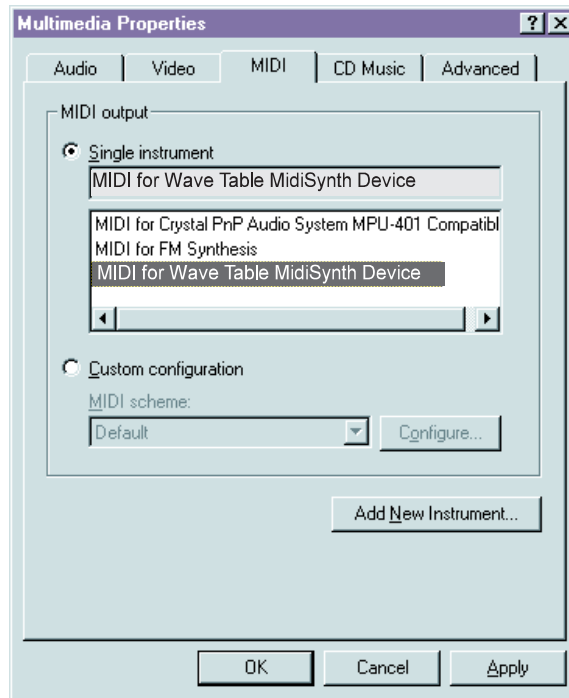 Multimedia Properties
Audio
Video
MIDI
CD Music
Advanced
MIDI output
Single instrument
MIDI for Wave Table MidiSynth Device
MIDI for Crystal PnP Audio System MPU-401 Compatibl
MIDI for FM Synthesis
MIDI for Wave Table MidiSynth Device
Custom configuration
MIDI scheme:
Default
Configure...
Add New Instrument...
OK
Cancel
Apply